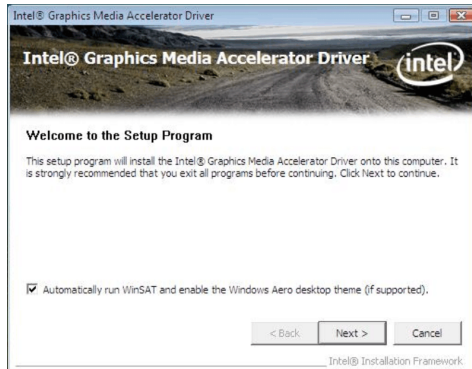 Intel® Graphics Media Accelerator Driver
Intel® Graphics Media Accelerator Driver
intel
Welcome to the Setup Program
This setup program will install the Intel® Graphics Media Accelerator Driver onto this computer. It
is strongly recommended that you exit all programs before continuing. Click Next to continue.
Automatically run WinSAT and enable the Windows Aero desktop theme (if supported).
< Back Next > Cancel
Intel® Installation Framework